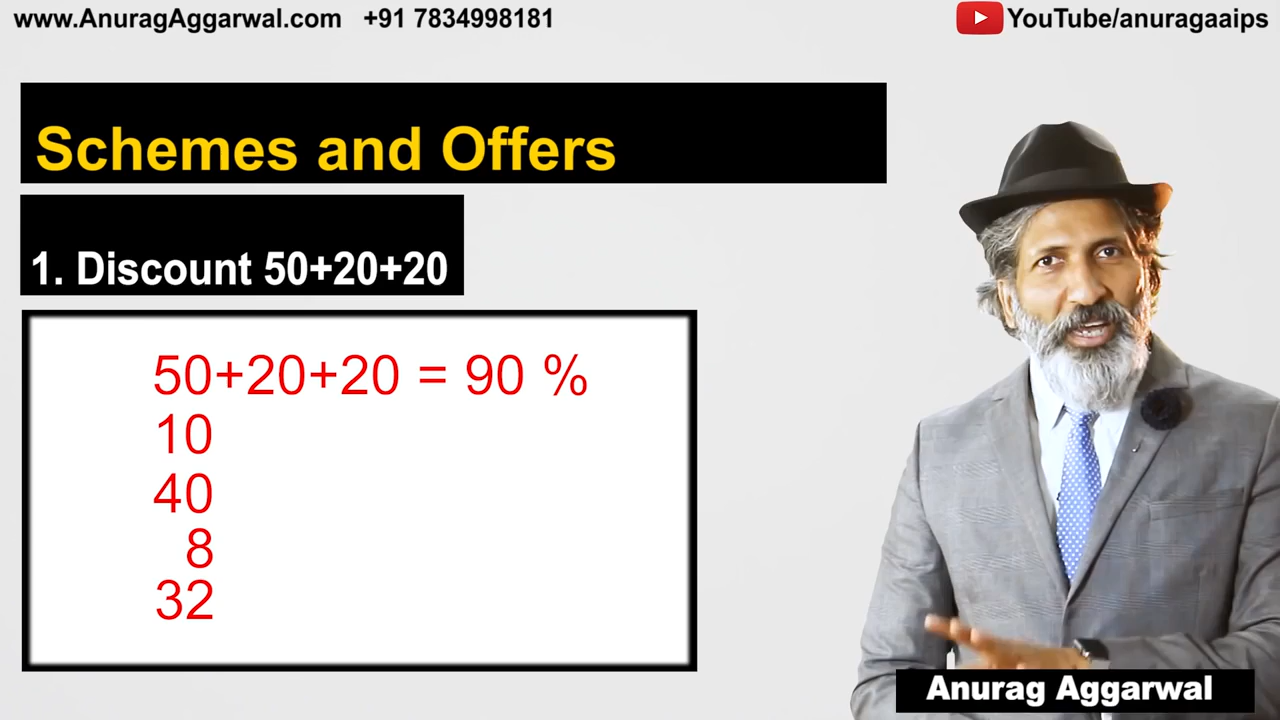 www.AnuragAggarwal.com +91 7834998181
YouTube/anuragaaips
Schemes and Offers
1. Discount 50+20+20
50+20+20 = 90 %
10
40
8
32
Anurag Aggarwal